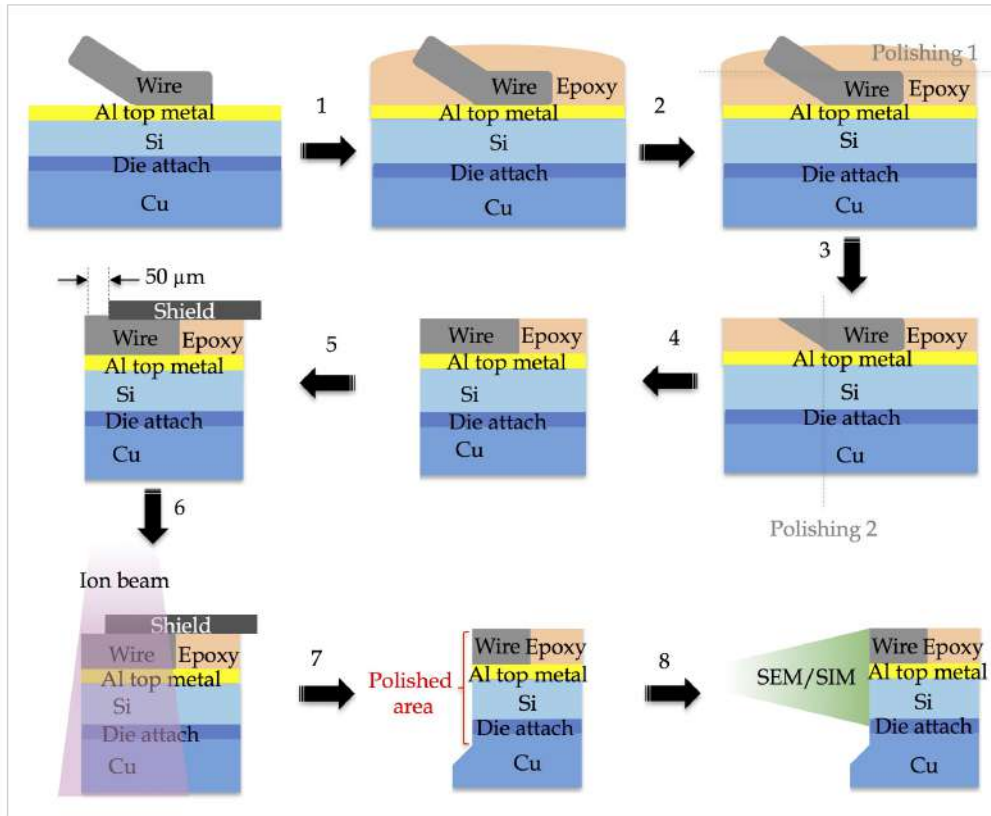 Wire
Al top metal
Si
Die attach
Cu
1
Wire Epoxy
Al top metal
Si
Die attach
Cu
2
Polishing 1
Wire Epoxy
Al top metal
Si
Die attach
Cu
3
Wire Epoxy
Al top metal
Si
Die attach
Cu
Polishing 2
4
Wire Epoxy
Al top metal
Si
Die attach
Cu
5
50 µm
Shield
Wire Epoxy
Al top metal
Si
Die attach
Cu
6
Ion beam
Shield
Wire Epoxy
Al top metal
Si
Die attach
Cu
7
Polished
area
Wire Epoxy
Al top metal
Si
Die attach
Cu
8
SEM/SIM
Wire Epoxy
Al top metal
Si
Die attach
Cu